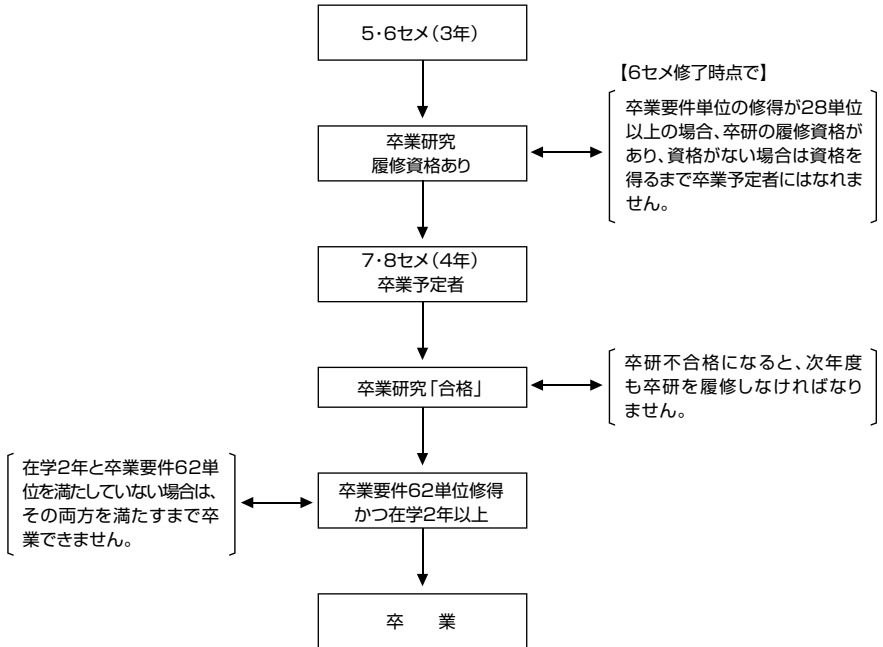 5・6セメ(3年)
【6セメ修了時点で】
卒業要件単位の修得が28単位
以上の場合、卒研の履修資格が
あり、資格がない場合は資格を
得るまで卒業予定者にはなれま
せん。
卒業研究
履修資格あり
7・8セメ(4年)
卒業予定者
卒業研究「合格」
卒研不合格になると、次年度
も卒研を履修しなければなり
ません。
在学2年と卒業要件62単
位を満たしていない場合は、
その両方を満たすまで卒
業できません。
卒業要件62単位修得
かつ在学2年以上
卒　業